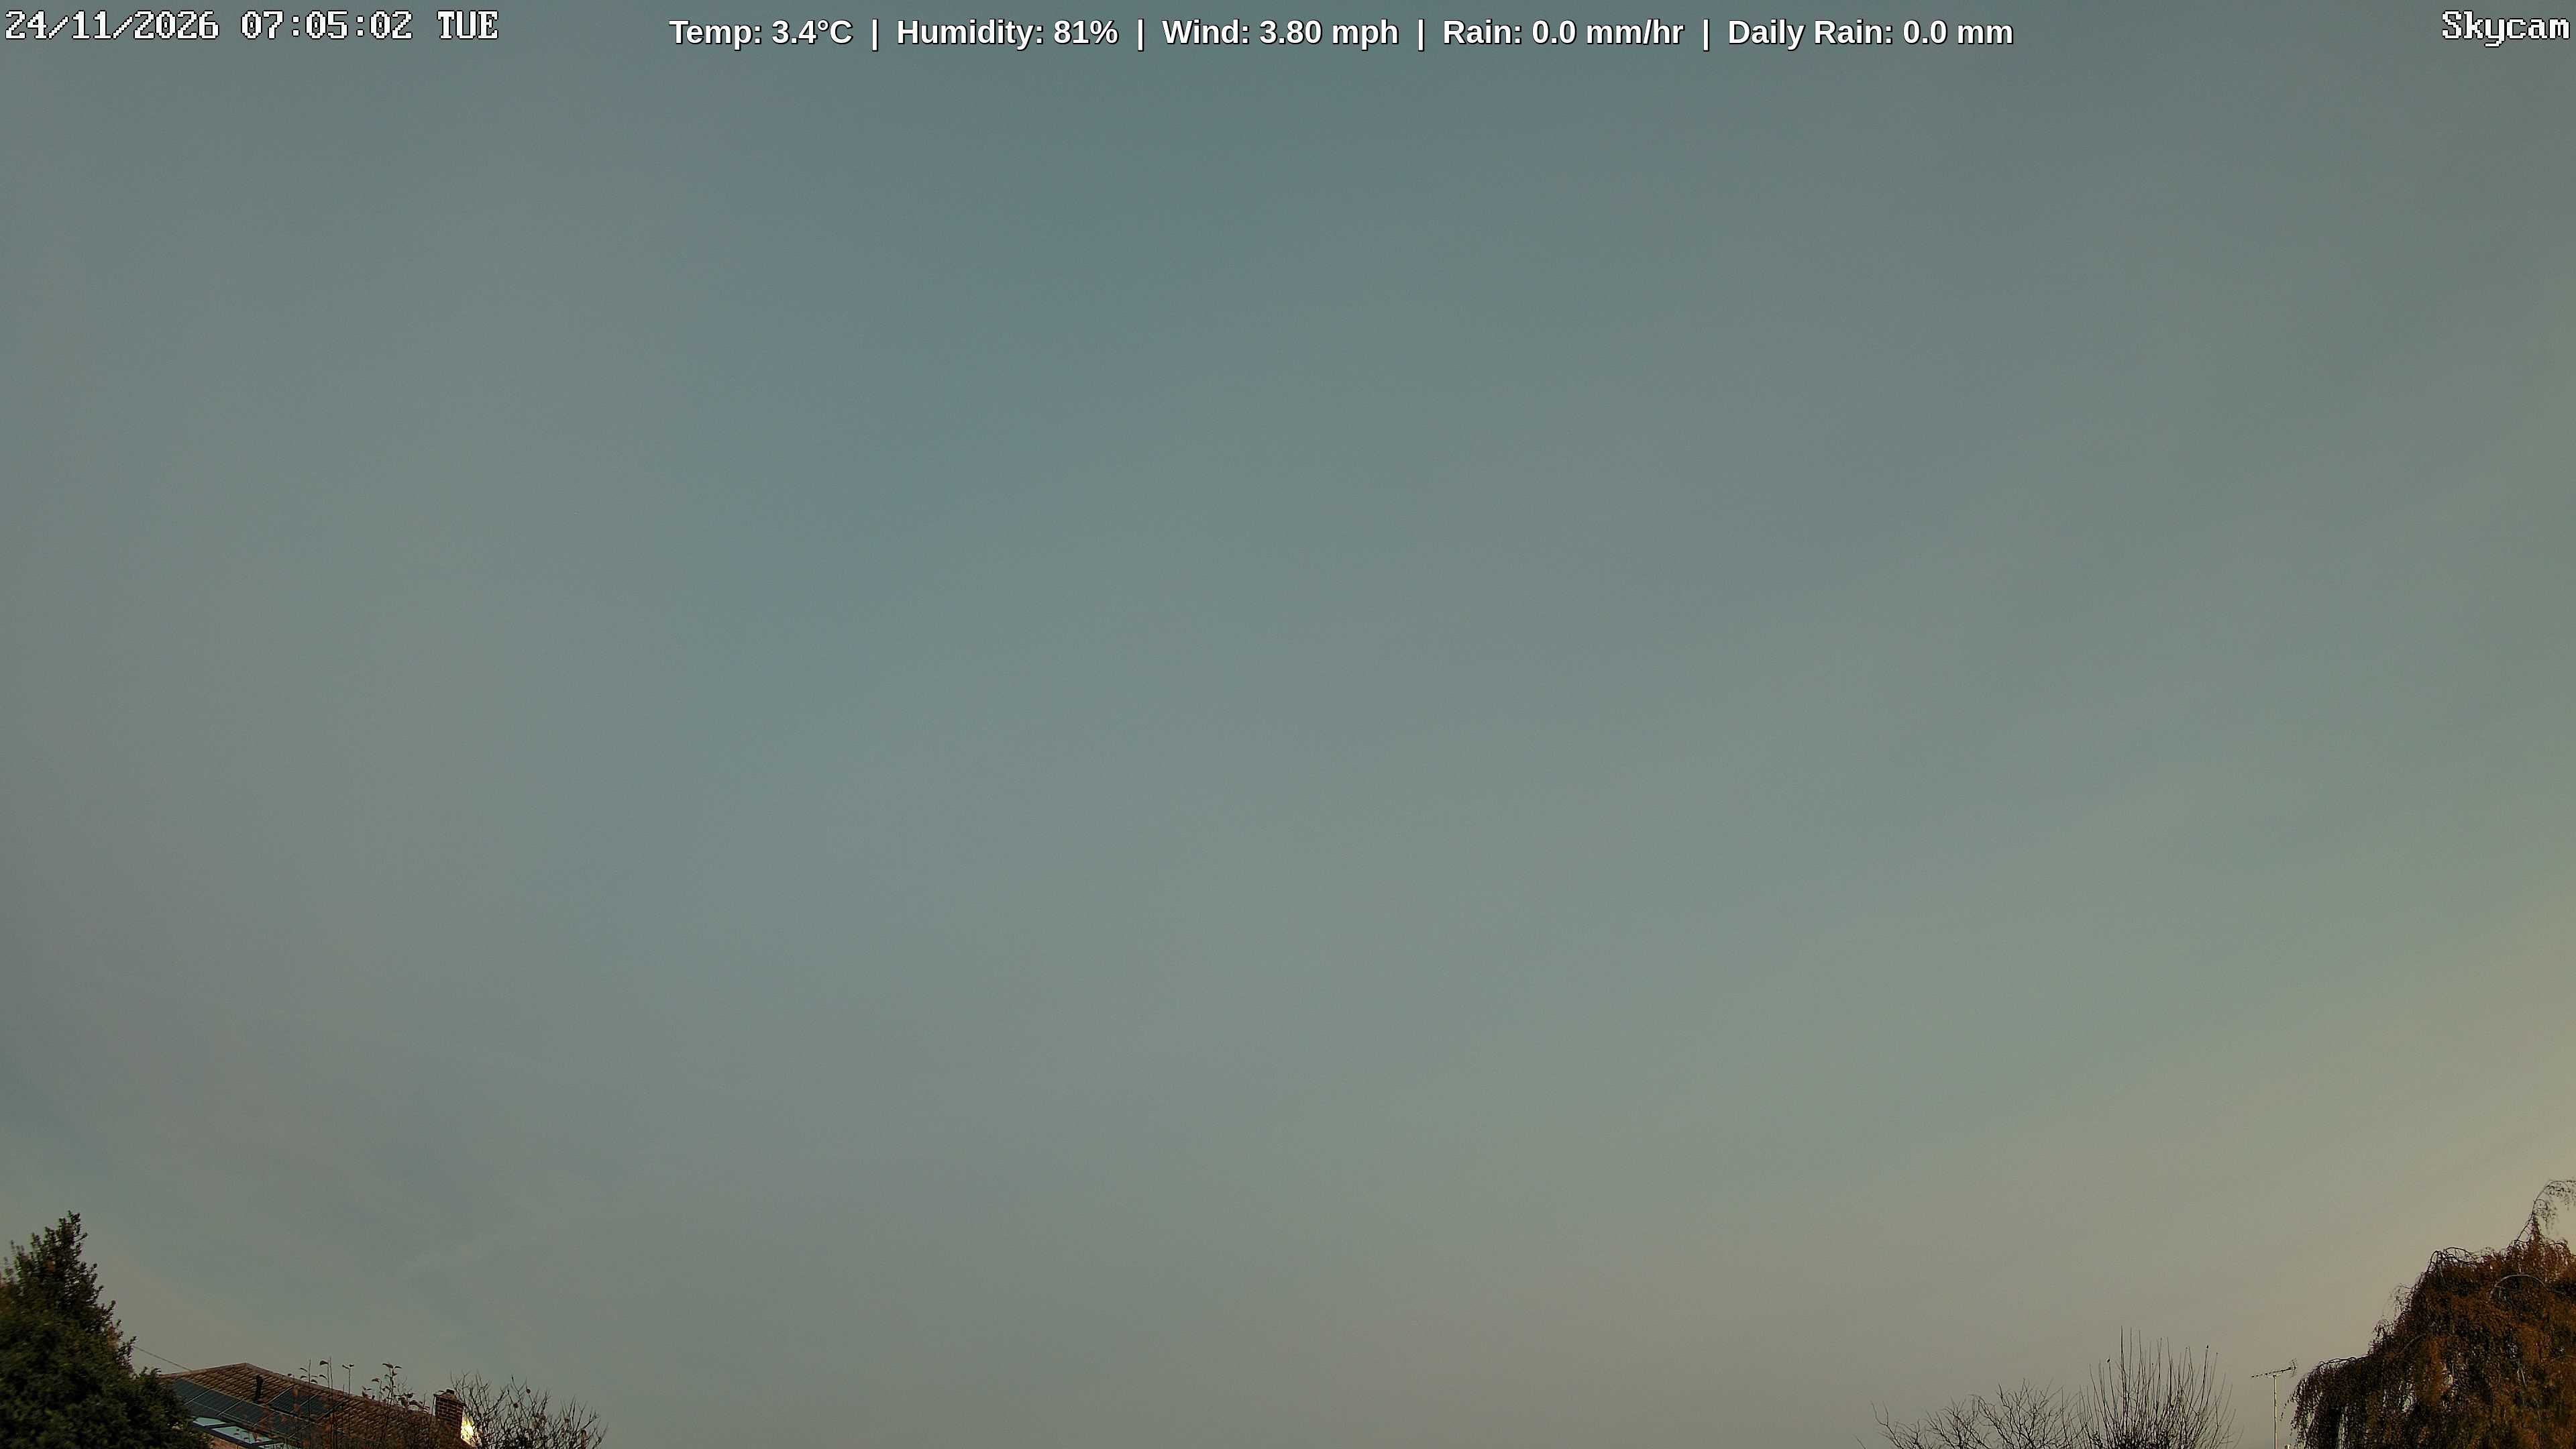 24/11/2026 07:05:02 TUE
Temp: 3.4°C | Humidity: 81% | Wind: 3.80 mph | Rain: 0.0 mm/hr | Daily Rain: 0.0 mm
Skycam